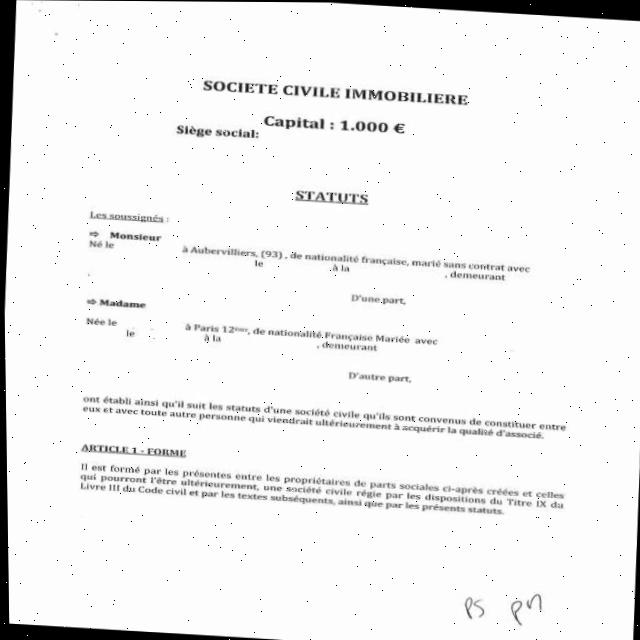 SOCIETE CIVILE IMMOBILIERE
Capital : 1.000 €
Siège social:
STATUTS
Les soussignés :
⇨ Monsieur
Né le à Aubervilliers, (93) , de nationalité française, marié sans contrat avec
le à la , demeurant
D'une part,
⇨ Madame
Née le à Paris 12ème, de nationalité Française Mariée avec
le à la , demeurant
D'autre part,
ont établi ainsi qu'il suit les statuts d'une société civile qu'ils sont convenus de constituer entre
eux et avec toute autre personne qui viendrait ultérieurement à acquérir la qualité d'associé.
ARTICLE 1 - FORME
Il est formé par les présentes entre les propriétaires de parts sociales ci-après créées et celles
qui pourront l'être ultérieurement, une société civile régie par les dispositions du Titre IX du
Livre III du Code civil et par les textes subséquents, ainsi que par les présents statuts.
PS